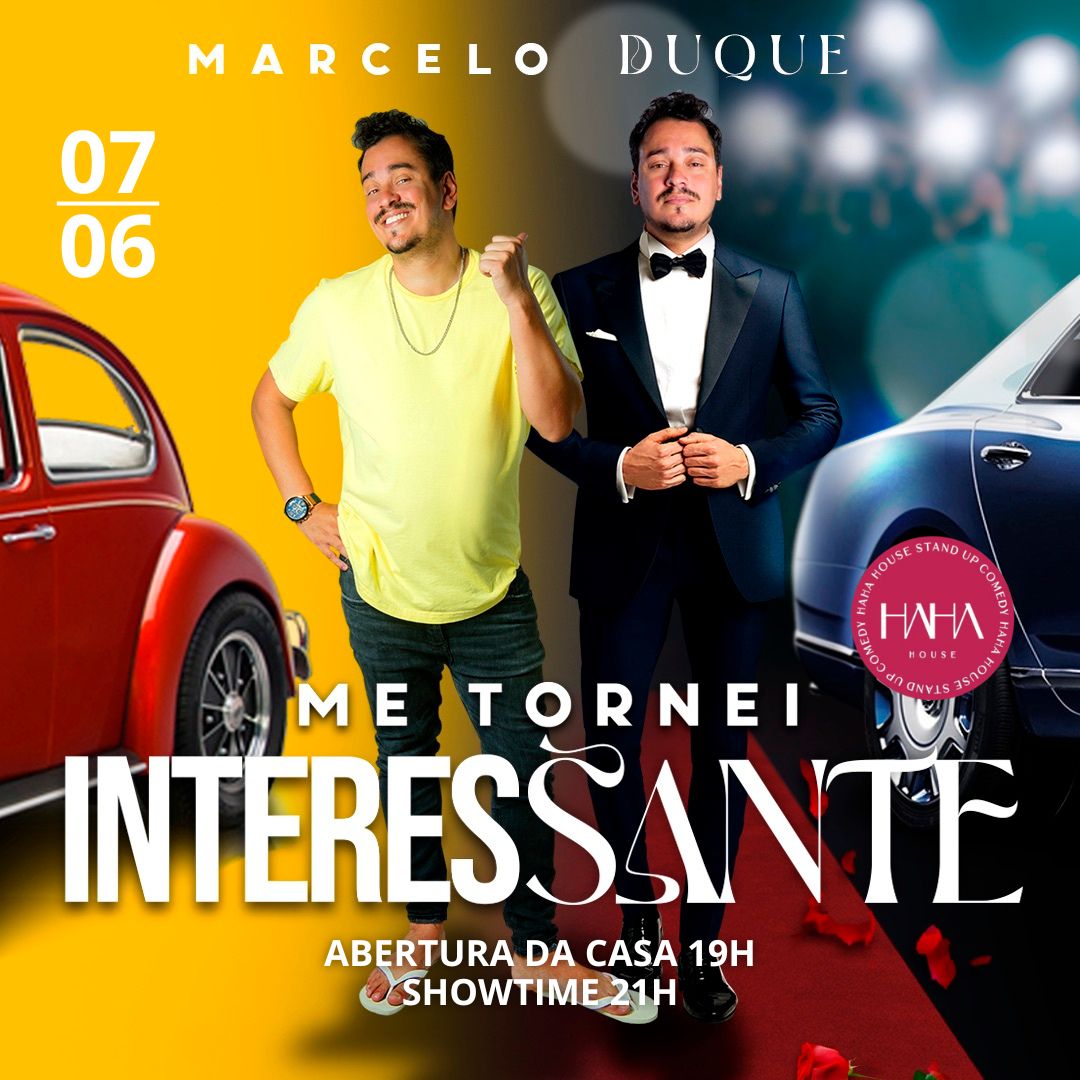 MARCELO DUQUE
07
06
HAHA HOUSE STAND UP COMEDY HAHA HOUSE STAND UP COMEDY
HAHA
HOUSE
ME TORNEI
INTERESSANTE
ABERTURA DA CASA 19H
SHOWTIME 21H